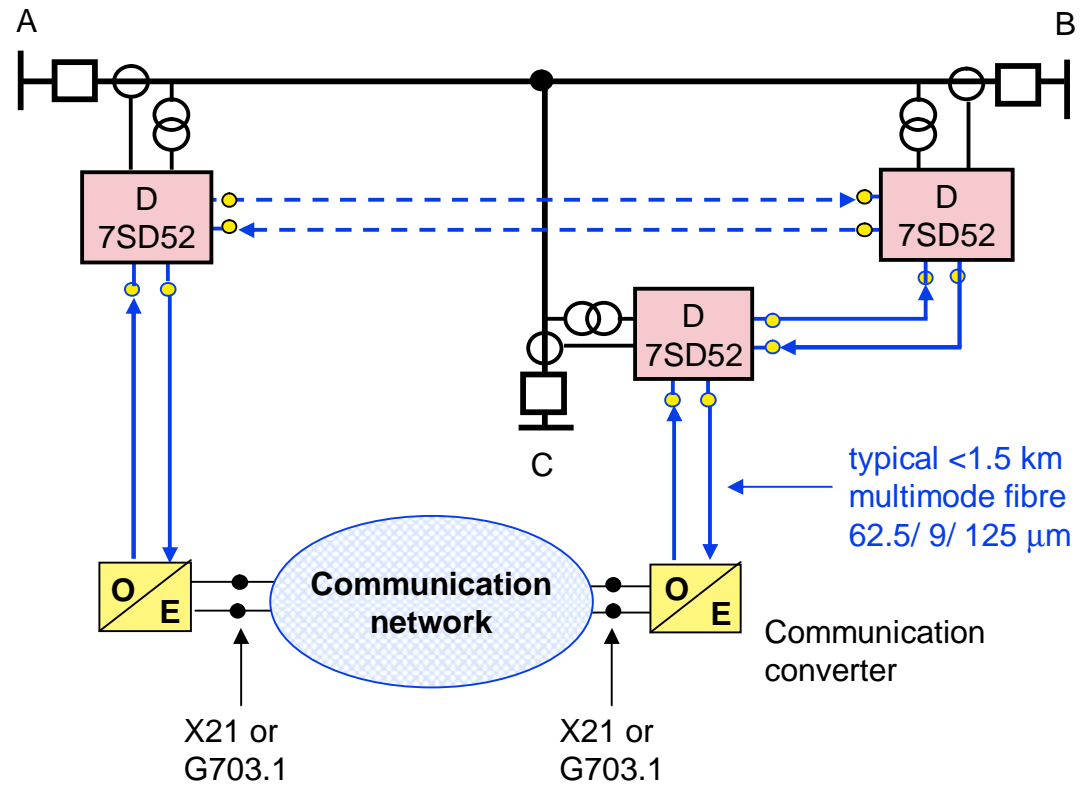 A
B
D
7SD52
D
7SD52
D
7SD52
C
typical <1.5 km
multimode fibre
62.5/ 9/ 125 μm
O
E
Communication
network
O
E
Communication
converter
X21 or
G703.1
X21 or
G703.1